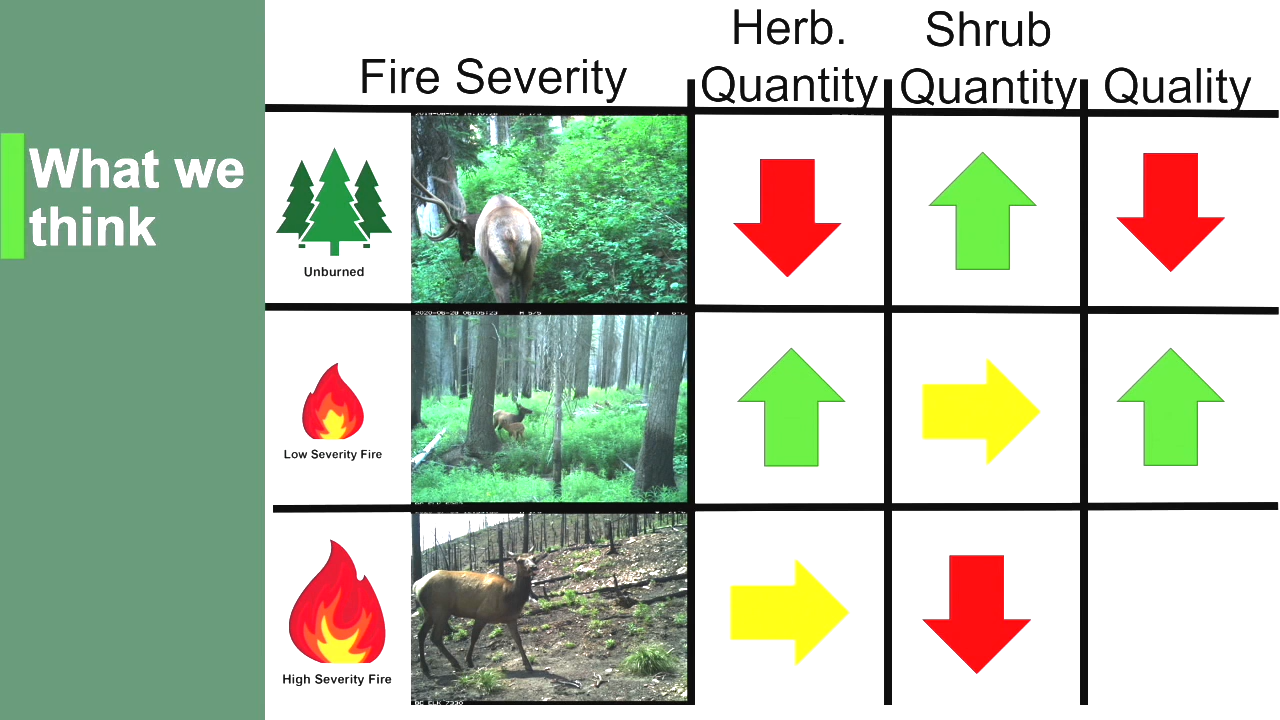 Herb.
Shrub
Fire Severity
Quantity
Quantity
Quality
What we
think
Unburned
Low Severity Fire
High Severity Fire